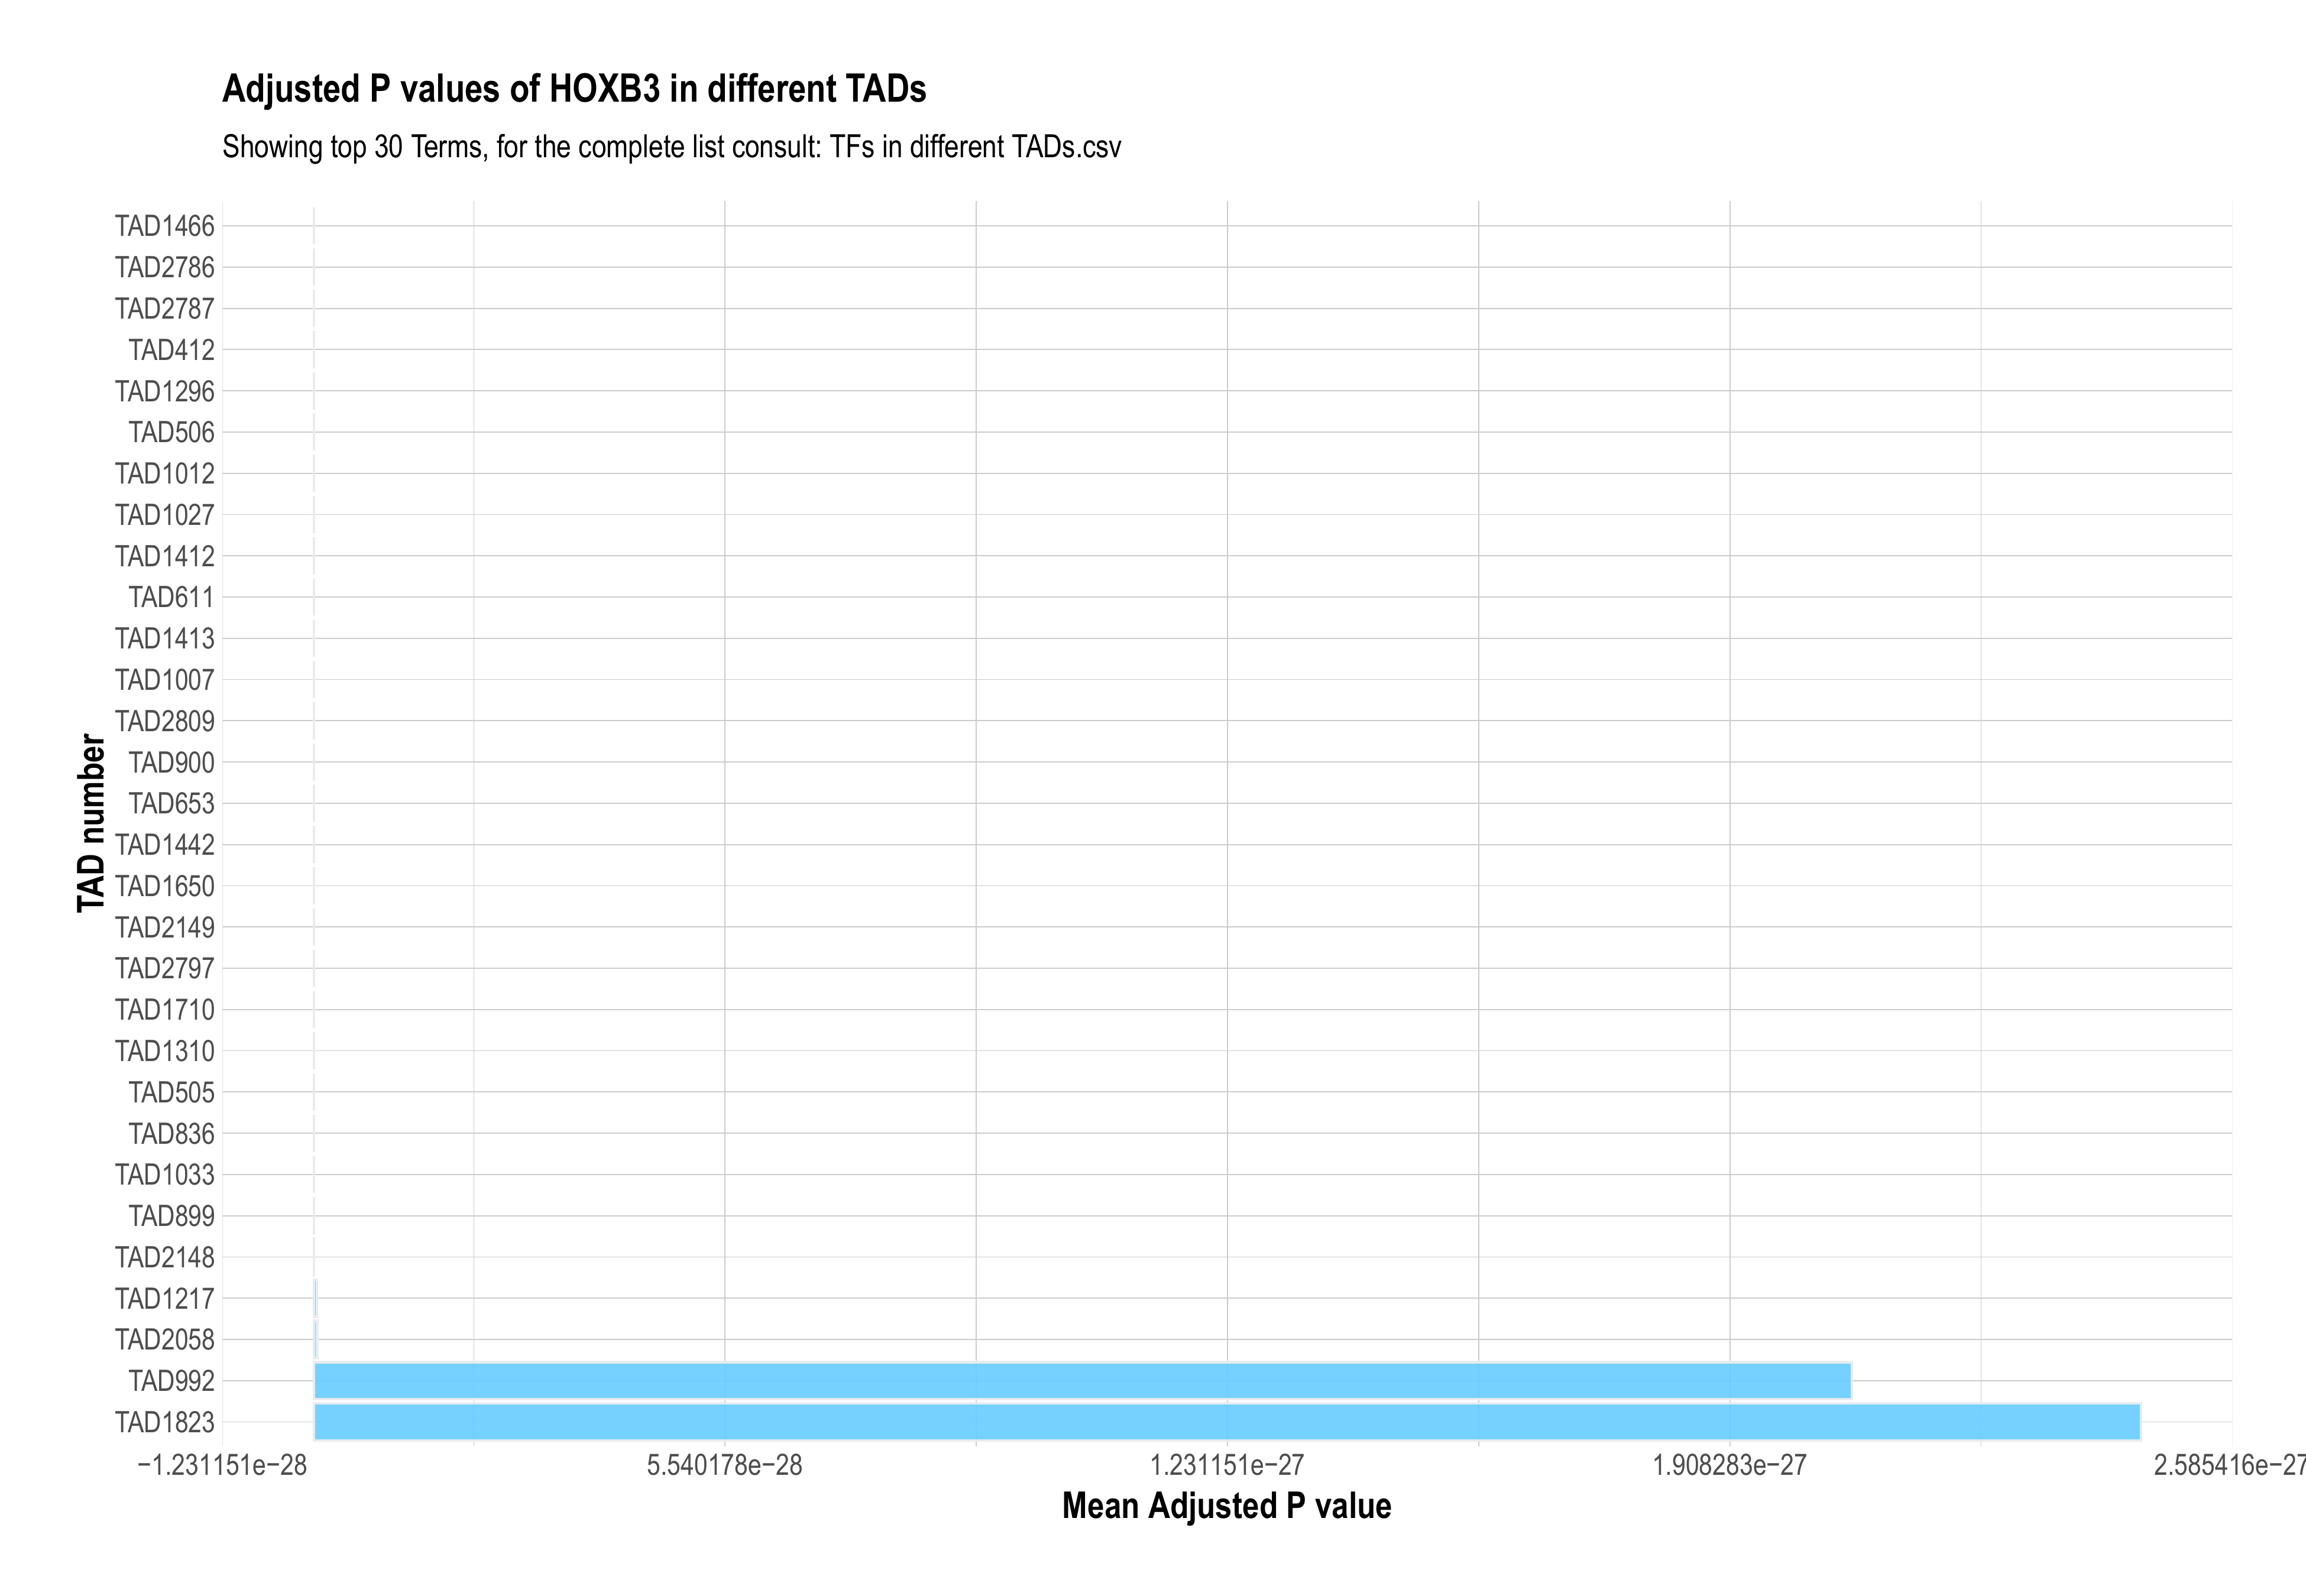 Adjusted P values of HOXB3 in different TADs
Showing top 30 Terms, for the complete list consult: TFs in different TADs.csv
TAD number
TAD1466
TAD2786
TAD2787
TAD412
TAD1296
TAD506
TAD1012
TAD1027
TAD1412
TAD611
TAD1413
TAD1007
TAD2809
TAD900
TAD653
TAD1442
TAD1650
TAD2149
TAD2797
TAD1710
TAD1310
TAD505
TAD836
TAD1033
TAD899
TAD2148
TAD1217
TAD2058
TAD992
TAD1823
−1.231151e−28 5.540178e−28 1.231151e−27 1.908283e−27 2.585416e−27
Mean Adjusted P value